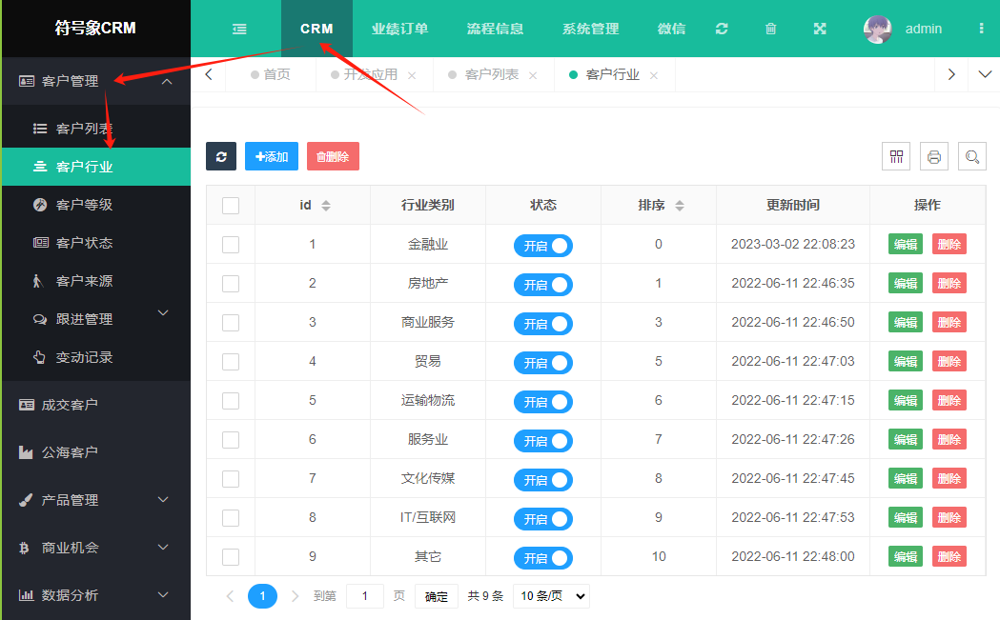 符号象CRM
CRM 业绩订单 流程信息 系统管理 微信 admin
首页 开发应用 客户列表 客户行业
客户管理
客户列表
客户行业
客户等级
客户状态
客户来源
跟进管理
变动记录
成交客户
公海客户
产品管理
商业机会
数据分析
添加 删除
id 行业类别 状态 排序 更新时间 操作
1 金融业 开启 0 2023-03-02 22:08:23 编辑 删除
2 房地产 开启 1 2022-06-11 22:46:35 编辑 删除
3 商业服务 开启 3 2022-06-11 22:46:50 编辑 删除
4 贸易 开启 5 2022-06-11 22:47:03 编辑 删除
5 运输物流 开启 6 2022-06-11 22:47:15 编辑 删除
6 服务业 开启 7 2022-06-11 22:47:26 编辑 删除
7 文化传媒 开启 8 2022-06-11 22:47:45 编辑 删除
8 IT/互联网 开启 9 2022-06-11 22:47:53 编辑 删除
9 其它 开启 10 2022-06-11 22:48:00 编辑 删除
1 到第 1 页 确定 共 9 条 10 条/页